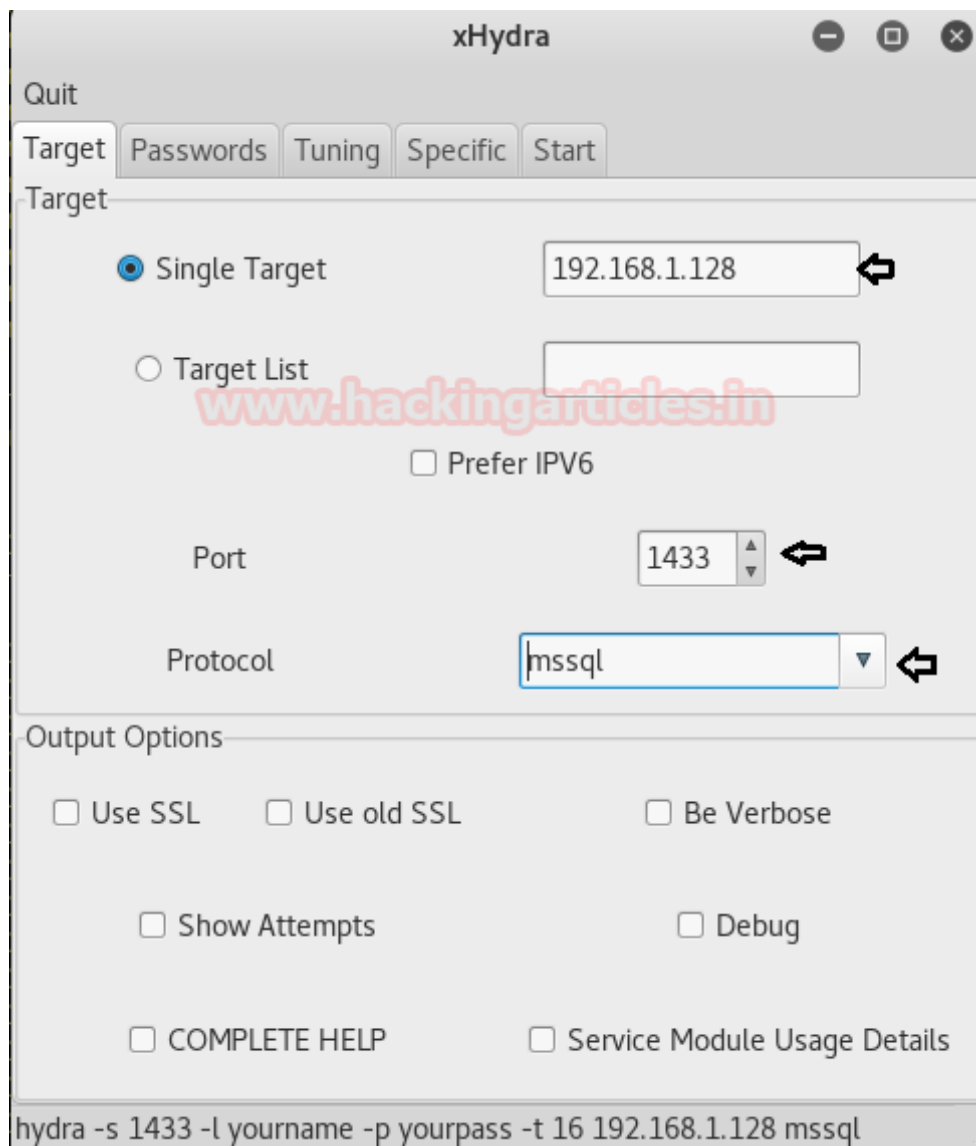 xHydra
Quit
Target Passwords Tuning Specific Start
Target
Single Target 192.168.1.128
Target List
www.hackingarticles.in
Prefer IPV6
Port 1433
Protocol mssql
Output Options
Use SSL Use old SSL Be Verbose
Show Attempts Debug
COMPLETE HELP Service Module Usage Details
hydra -s 1433 -l yourname -p yourpass -t 16 192.168.1.128 mssql